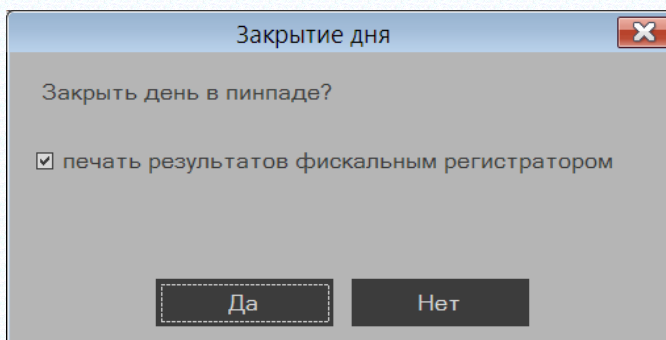 Закрытие дня
Закрыть день в пинпаде?
печать результатов фискальным регистратором
Да Нет